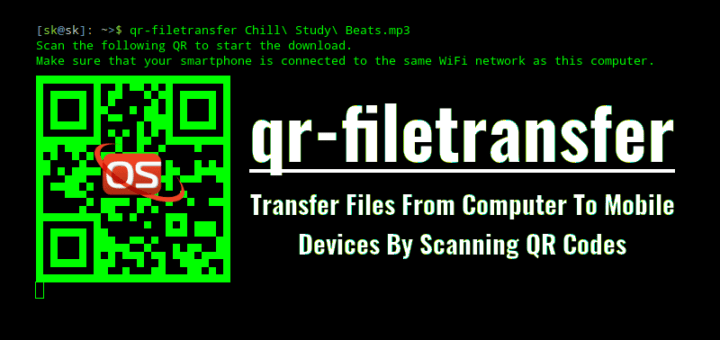 [sk@sk]: ~>$ qr-filetransfer Chill\ Study\ Beats.mp3
Scan the following QR to start the download.
Make sure that your smartphone is connected to the same WiFi network as this computer.
OS
qr-filetransfer
Transfer Files From Computer To Mobile
Devices By Scanning QR Codes